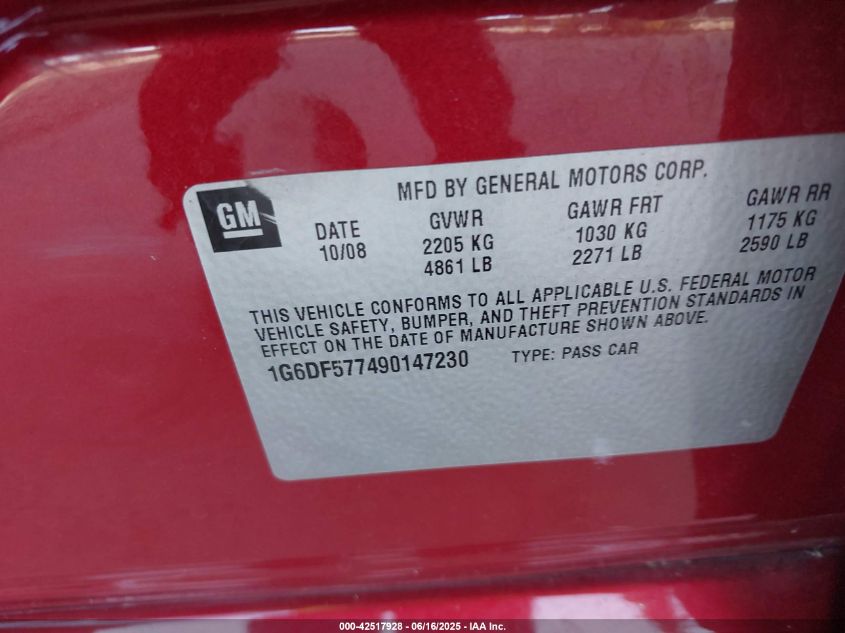 MFD BY GENERAL MOTORS CORP.
GM
DATE GVWR GAWR FRT GAWR RR
10/08 2205 KG 1030 KG 1175 KG
4861 LB 2271 LB 2590 LB
THIS VEHICLE CONFORMS TO ALL APPLICABLE U.S. FEDERAL MOTOR
VEHICLE SAFETY, BUMPER, AND THEFT PREVENTION STANDARDS IN
EFFECT ON THE DATE OF MANUFACTURE SHOWN ABOVE.
1G6DF577490147230 TYPE: PASS CAR
000-42517928 - 06/16/2025 - IAA Inc.